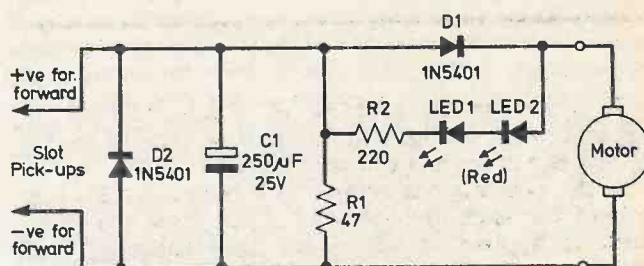 D1
1N5401
+ve for.
forward
R2
220
LED 1
LED 2
(Red)
Slot
Pick-ups
D2
1N5401
C1
250µF
25V
R1
47
Motor
-ve for
forward